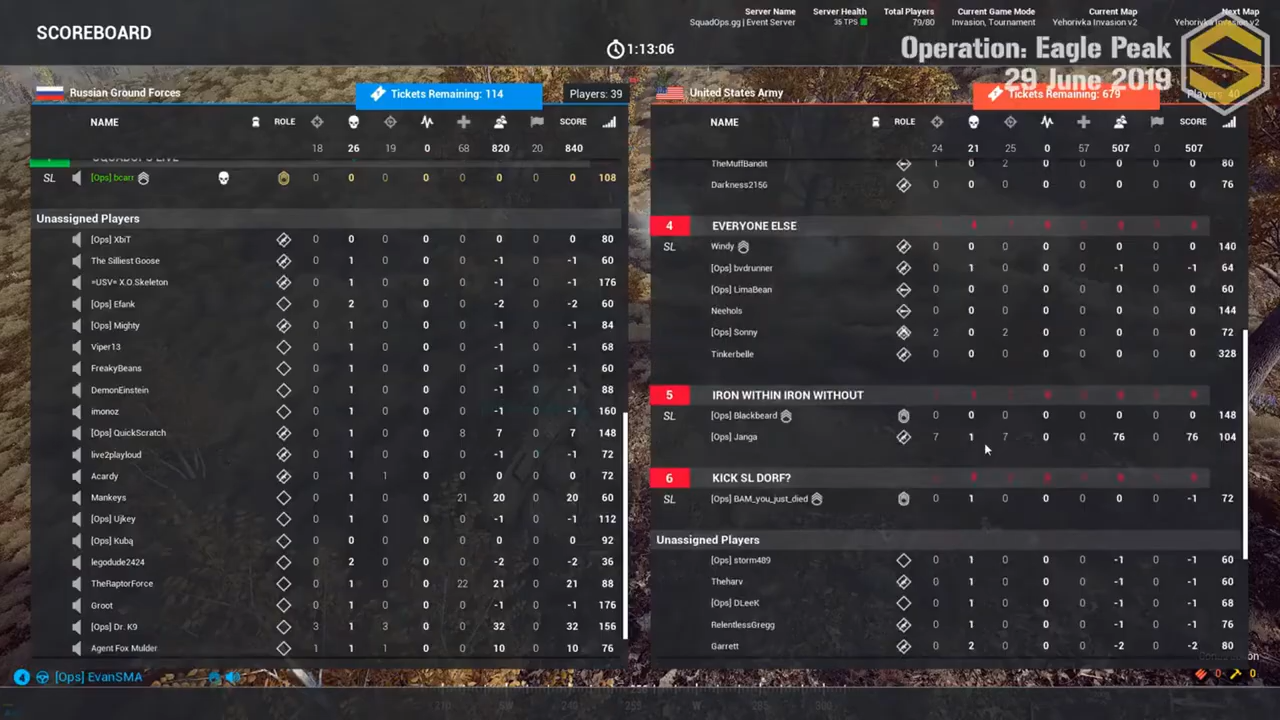 SCOREBOARD
1:13:06
Server Name Server Health Total Players Current Game Mode Current Map Next Map
SquadOps.gg | Event Server 35 TPS 79/80 Invasion, Tournament Yehorivka Invasion v2 Yehorivka Invasion v2
Operation: Eagle Peak
29 June 2019
Russian Ground Forces Tickets Remaining: 114 Players: 39
NAME ROLE SCORE
18 26 19 0 68 820 20 840
SQUADOPS LIVE
SL [Ops] bcarr 0 0 0 0 0 0 0 0 108
Unassigned Players
[Ops] XbiT 0 0 0 0 0 0 0 0 80
The Silliest Goose 0 1 0 0 0 -1 0 -1 60
=USV= X.O.Skeleton 0 1 0 0 0 -1 0 -1 176
[Ops] Efank 0 2 0 0 0 -2 0 -2 60
[Ops] Mighty 0 1 0 0 0 -1 0 -1 84
Viper13 0 1 0 0 0 -1 0 -1 68
FreakyBeans 0 1 0 0 0 -1 0 -1 60
DemonEinstein 0 1 0 0 0 -1 0 -1 88
imonoz 0 1 0 0 0 -1 0 -1 160
[Ops] QuickScratch 0 1 0 0 8 7 0 7 148
live2playloud 0 1 0 0 0 -1 0 -1 72
Acardy 0 1 1 0 0 0 0 0 72
Mankeys 0 1 0 0 21 20 0 20 60
[Ops] Ujkey 0 1 0 0 0 -1 0 -1 112
[Ops] Kubą 0 0 0 0 0 0 0 0 92
legodude2424 0 2 0 0 0 -2 0 -2 36
TheRaptorForce 0 1 0 0 22 21 0 21 88
Groot 0 1 0 0 0 -1 0 -1 176
[Ops] Dr. K9 3 1 3 0 0 32 0 32 156
Agent Fox Mulder 1 1 1 0 0 10 0 10 76
4 [Ops] EvanSMA
United States Army Tickets Remaining: 679 Players: 40
NAME ROLE SCORE
24 21 25 0 57 507 0 507
TheMuffBandit 1 0 2 0 0 0 0 80
Darkness2156 0 0 0 0 0 0 0 0 76
4 EVERYONE ELSE
SL Windy 0 0 0 0 0 0 0 0 140
[Ops] bvdrunner 0 1 0 0 0 -1 0 -1 64
[Ops] LimaBean 0 0 0 0 0 0 0 0 60
Neehols 0 0 0 0 0 0 0 0 144
[Ops] Sonny 2 0 2 0 0 0 0 0 72
Tinkerbelle 0 0 0 0 0 0 0 0 328
5 IRON WITHIN IRON WITHOUT
SL [Ops] Blackbeard 0 0 0 0 0 0 0 0 148
[Ops] Janga 7 1 7 0 0 76 0 76 104
6 KICK SL DORF?
SL [Ops] BAM_you_just_died 0 1 0 0 0 0 0 -1 72
Unassigned Players
[Ops] storm489 0 1 0 0 0 -1 0 -1 60
Theharv 0 1 0 0 0 -1 0 -1 60
[Ops] DLeeK 0 1 0 0 0 -1 0 -1 68
RelentlessGregg 0 1 0 0 0 -1 0 -1 76
Garrett 0 2 0 0 0 -2 0 -2 80
0 0
210 SW 240 255 W 285 300